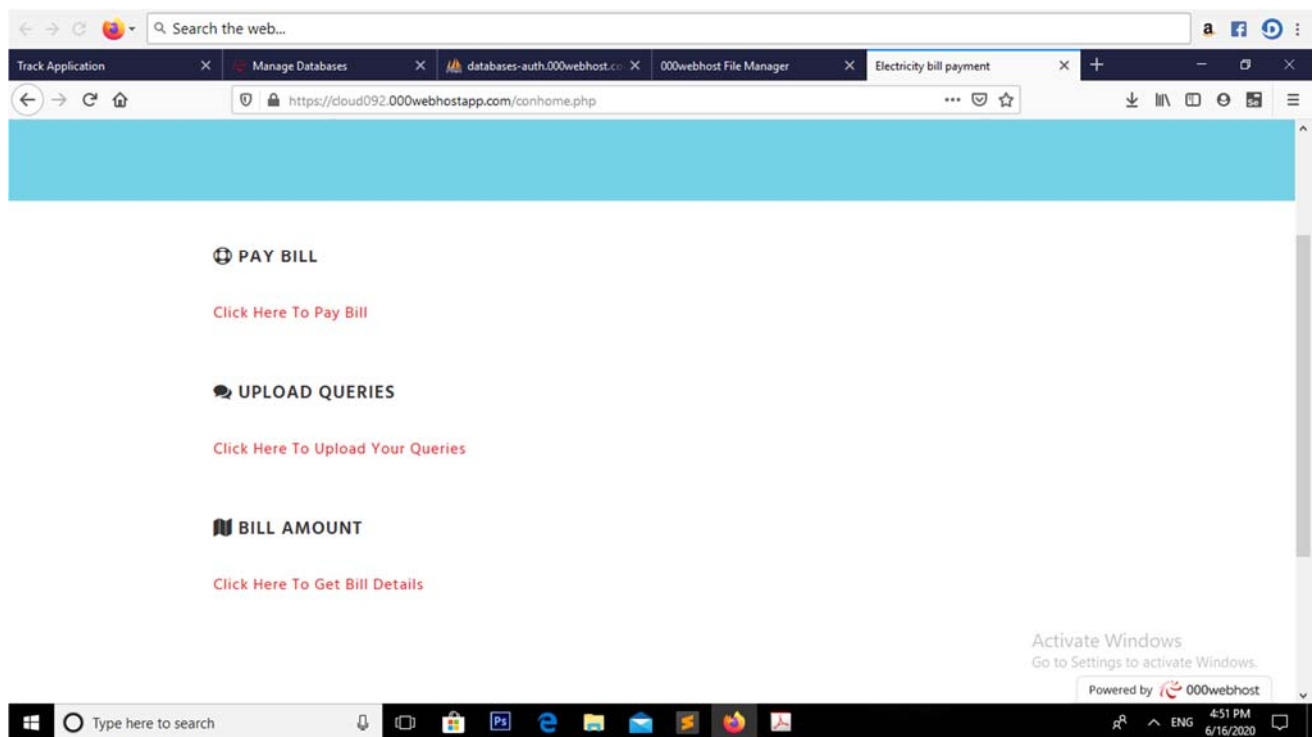 Search the web...
a
Track Application
Manage Databases
databases-auth.000webhost.co
000webhost File Manager
Electricity bill payment
https://cloud092.000webhostapp.com/conhome.php
PAY BILL
Click Here To Pay Bill
UPLOAD QUERIES
Click Here To Upload Your Queries
BILL AMOUNT
Click Here To Get Bill Details
Activate Windows
Go to Settings to activate Windows.
Powered by 000webhost
Type here to search
Ps
ENG
4:51 PM
6/16/2020